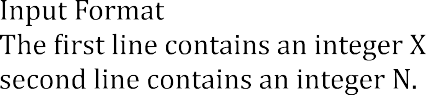 Input Format
The first line contains an integer X
second line contains an integer N.